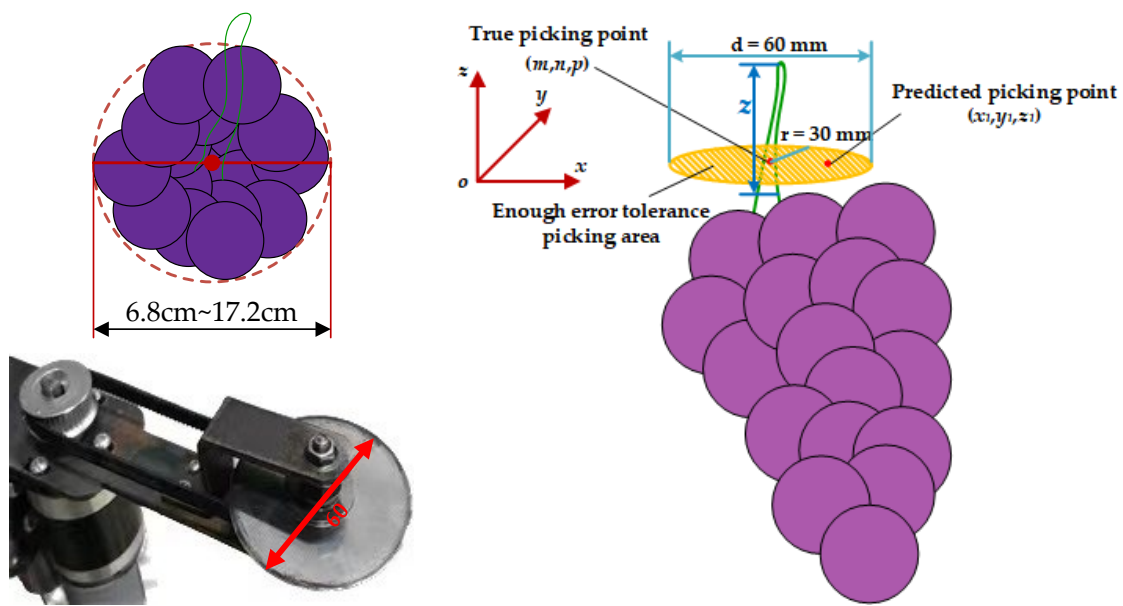 6.8cm~17.2cm
60
True picking point
(m,n,p)
d = 60 mm
z
y
x
o
z
r = 30 mm
Predicted picking point
(x₁,y₁,z₁)
Enough error tolerance
picking area